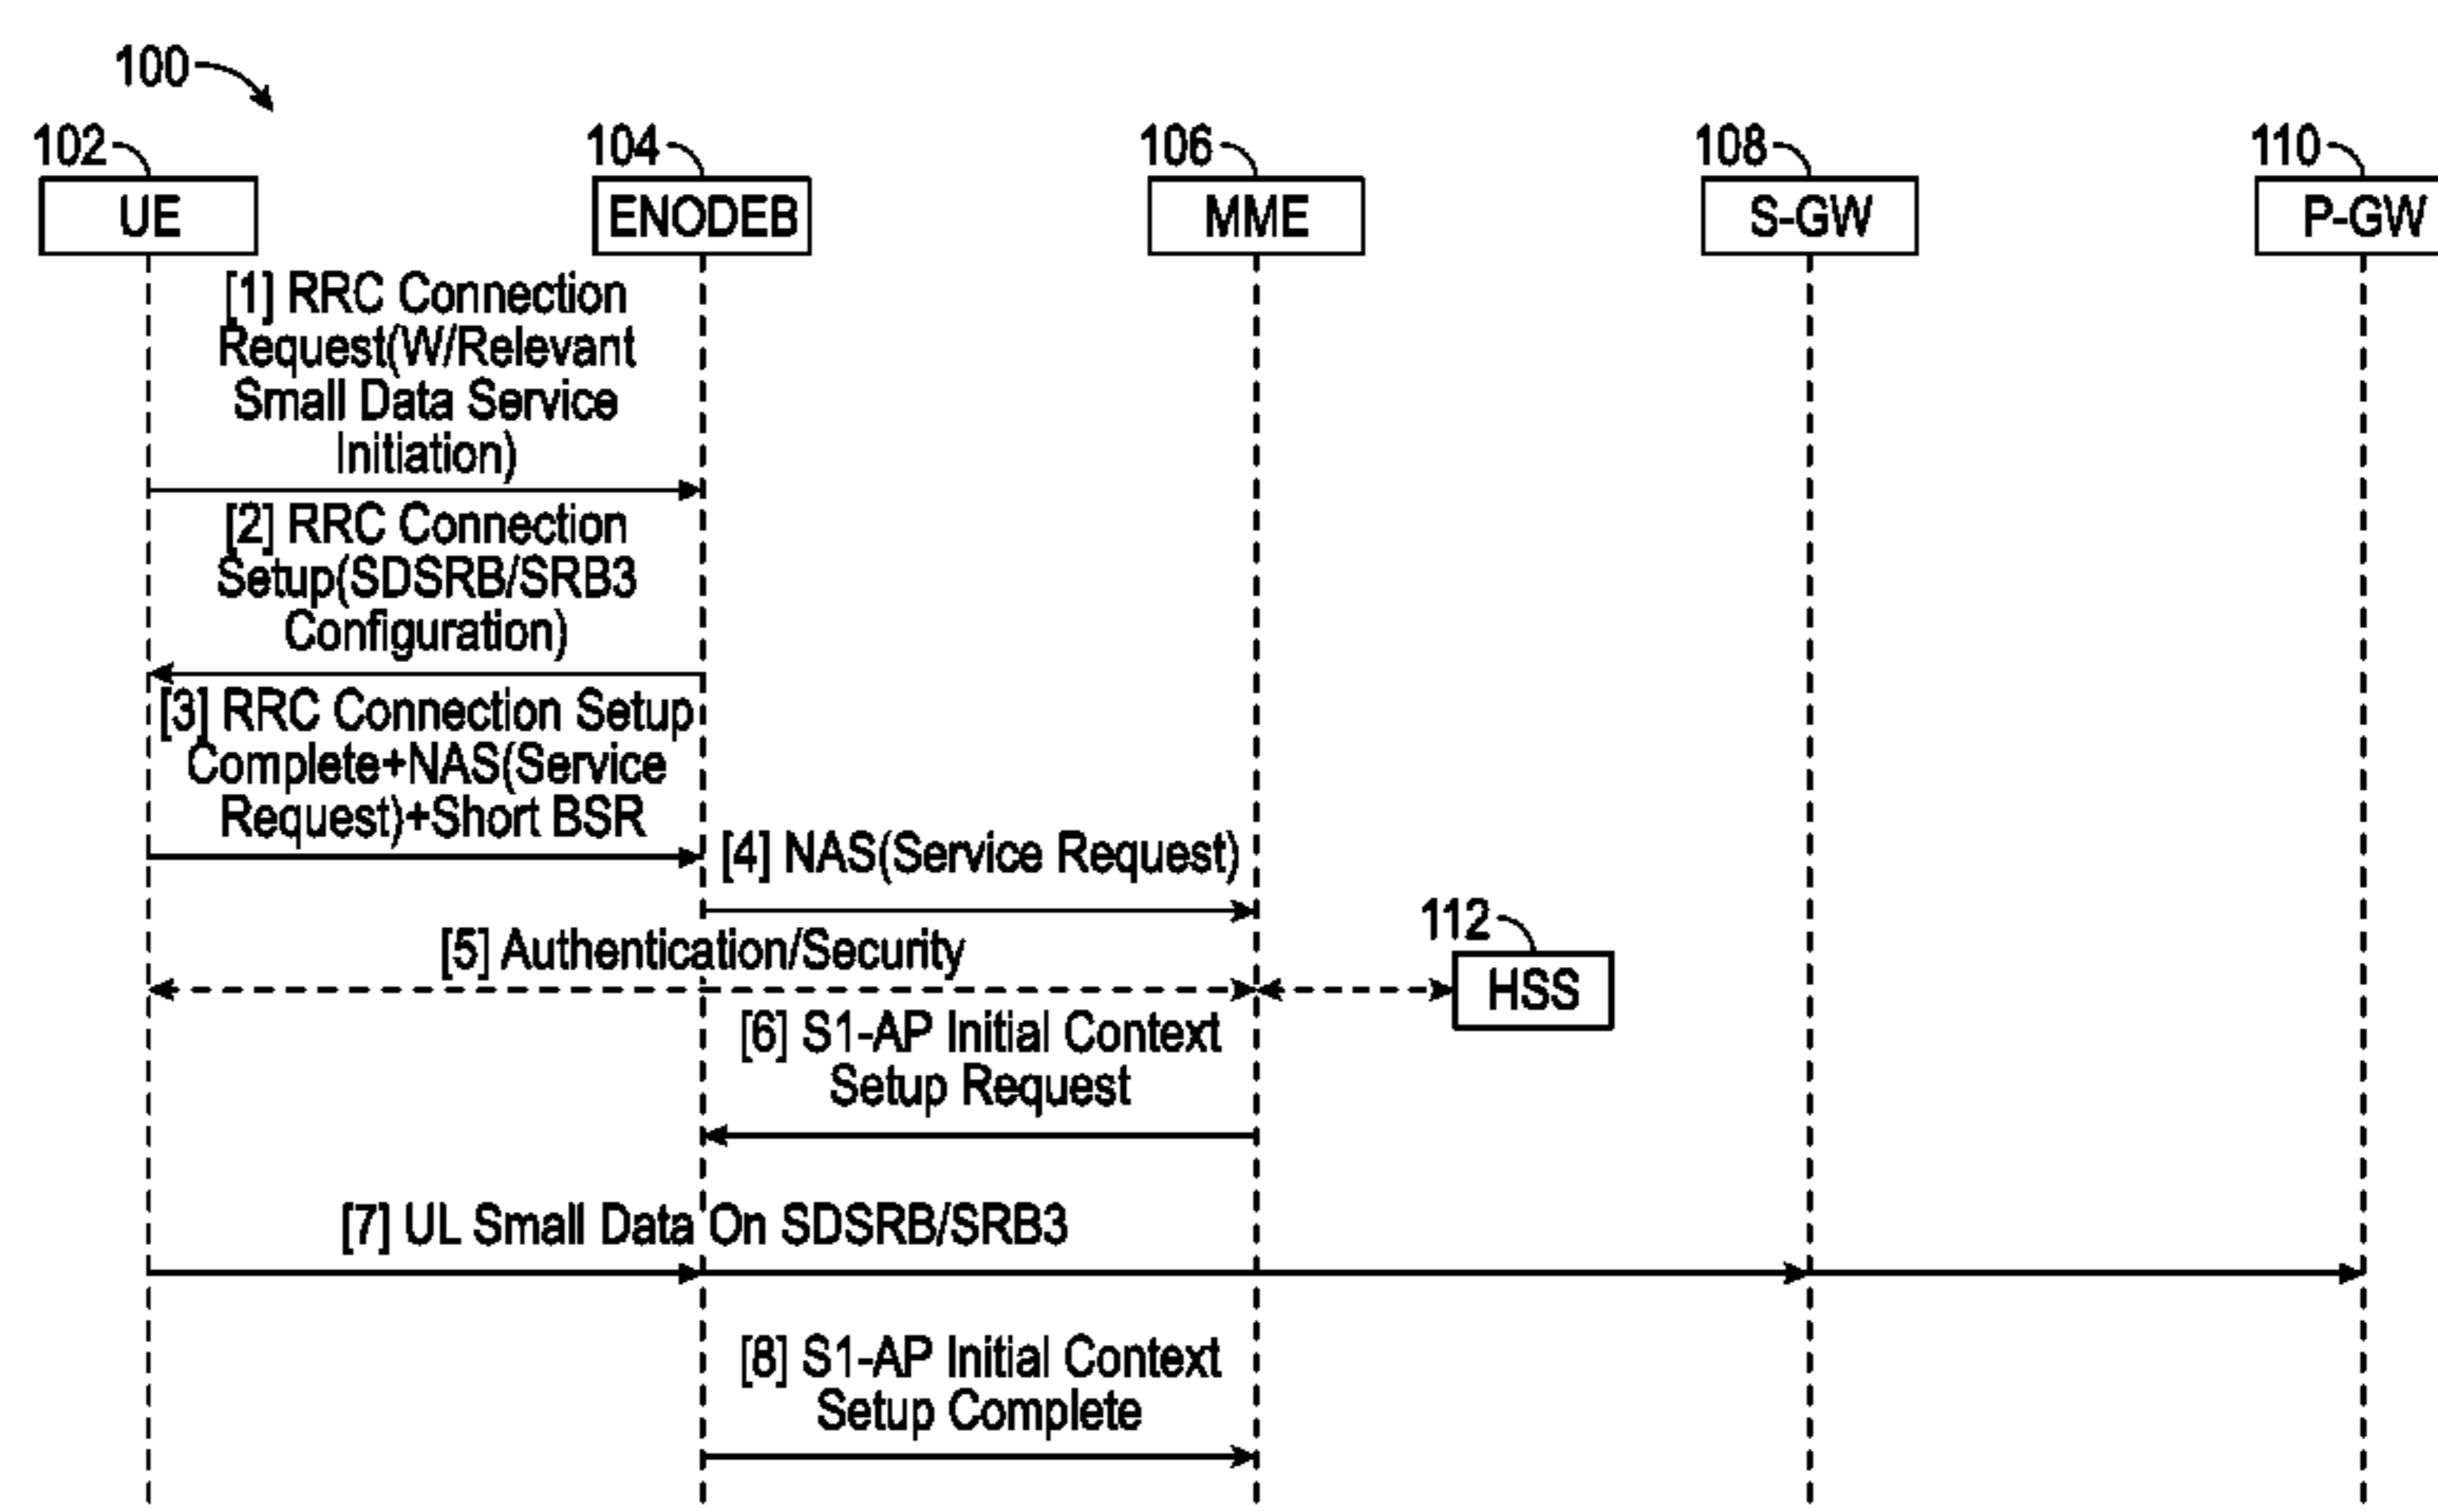 100
102
104
106
108
110
UE
ENODEB
MME
S-GW
P-GW
[1] RRC Connection
Request(W/Relevant
Small Data Service
Initiation)
[2] RRC Connection
Setup(SDSRB/SRB3
Configuration)
[3] RRC Connection Setup
Complete+NAS(Service
Request)+Short BSR
[4] NAS(Service Request)
112
[5] Authentication/Security
HSS
[6] S1-AP Initial Context
Setup Request
[7] UL Small Data On SDSRB/SRB3
[8] S1-AP Initial Context
Setup Complete